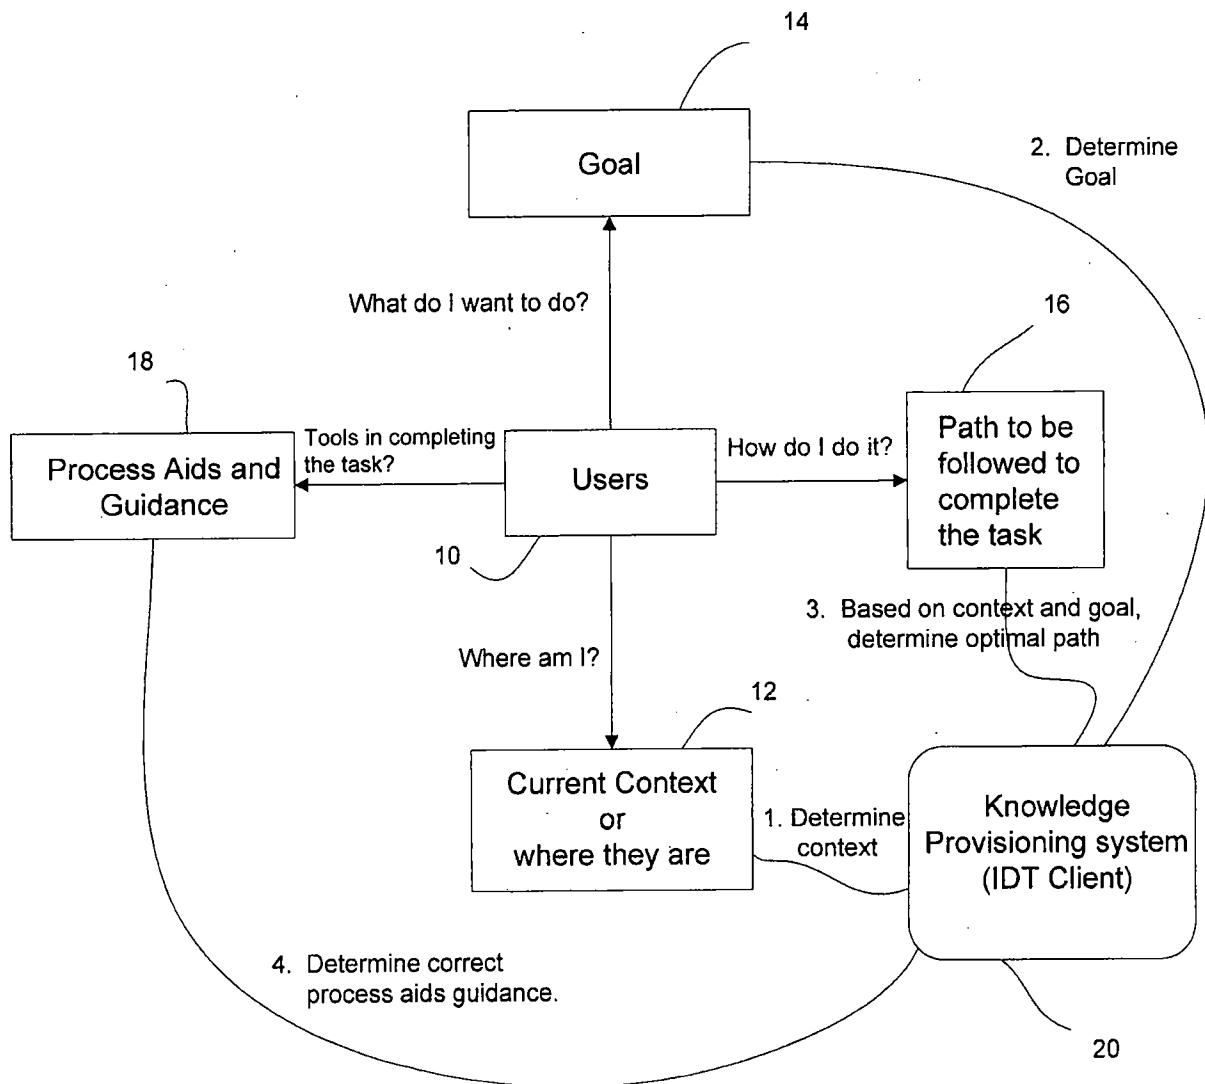 14
Goal
2. Determine
Goal
What do I want to do?
16
18
Process Aids and
Guidance
Tools in completing
the task?
Users
How do I do it?
Path to be
followed to
complete
the task
10
3. Based on context and goal,
determine optimal path
Where am I?
12
Current Context
or
where they are
1. Determine
context
Knowledge
Provisioning system
(IDT Client)
4. Determine correct
process aids guidance.
20